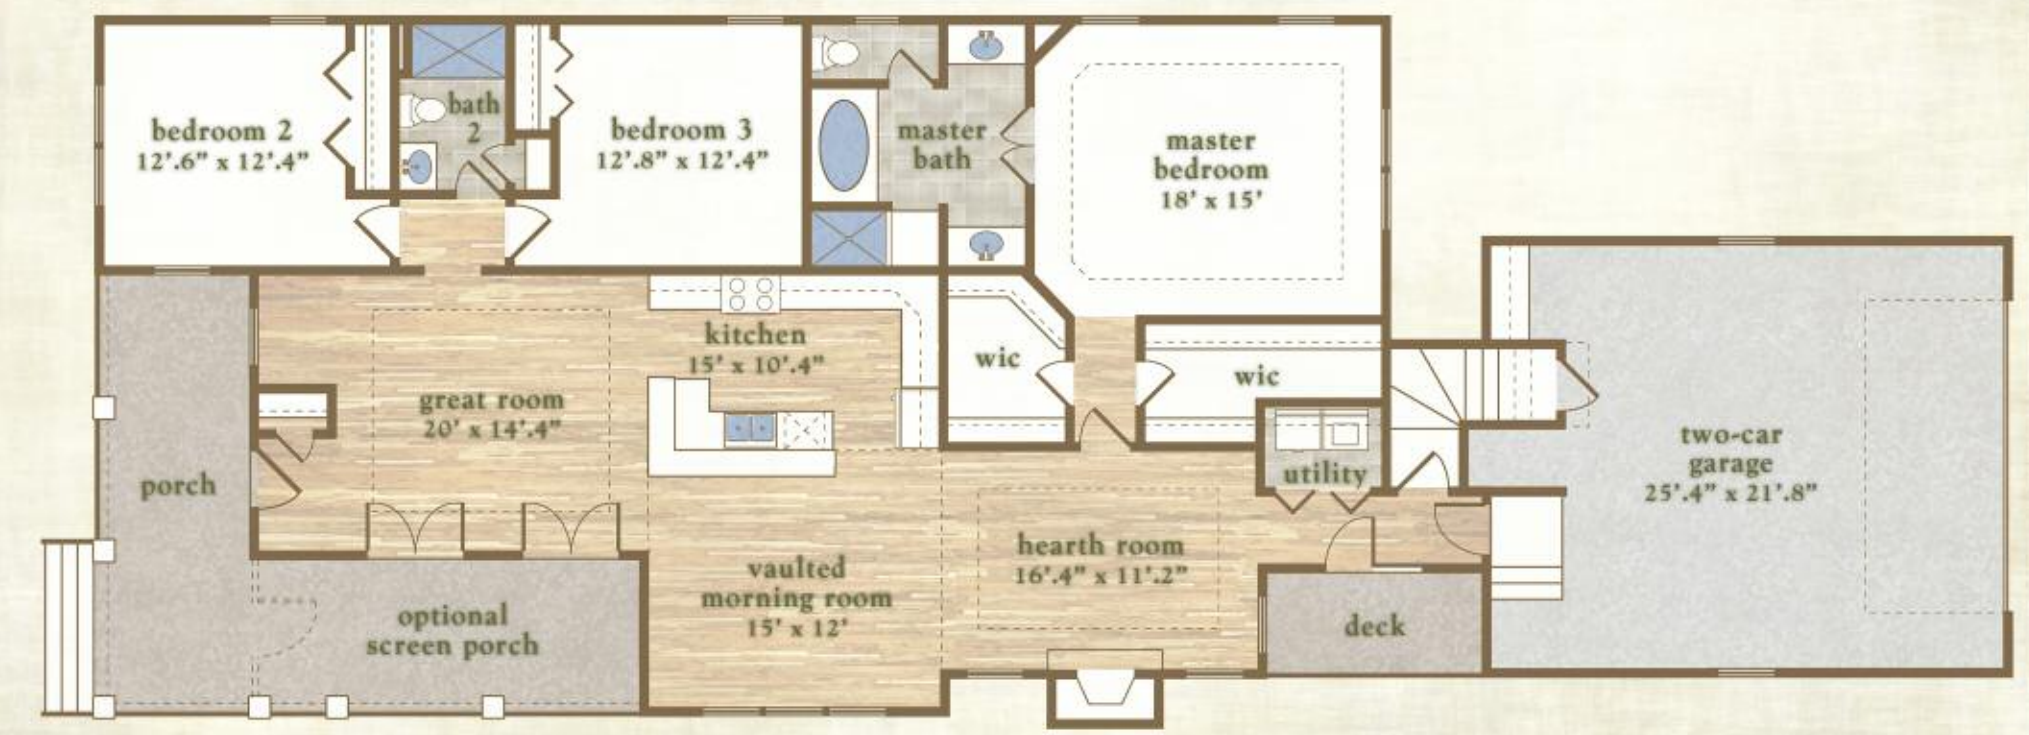 bedroom 2
12'.6" x 12'.4"
bath
2
bedroom 3
12'.8" x 12'.4"
master
bath
master
bedroom
18' x 15'
kitchen
15' x 10'.4"
wic
wic
great room
20' x 14'.4"
porch
utility
two-car
garage
25'.4" x 21'.8"
vaulted
morning room
15' x 12'
hearth room
16'.4" x 11'.2"
optional
screen porch
deck